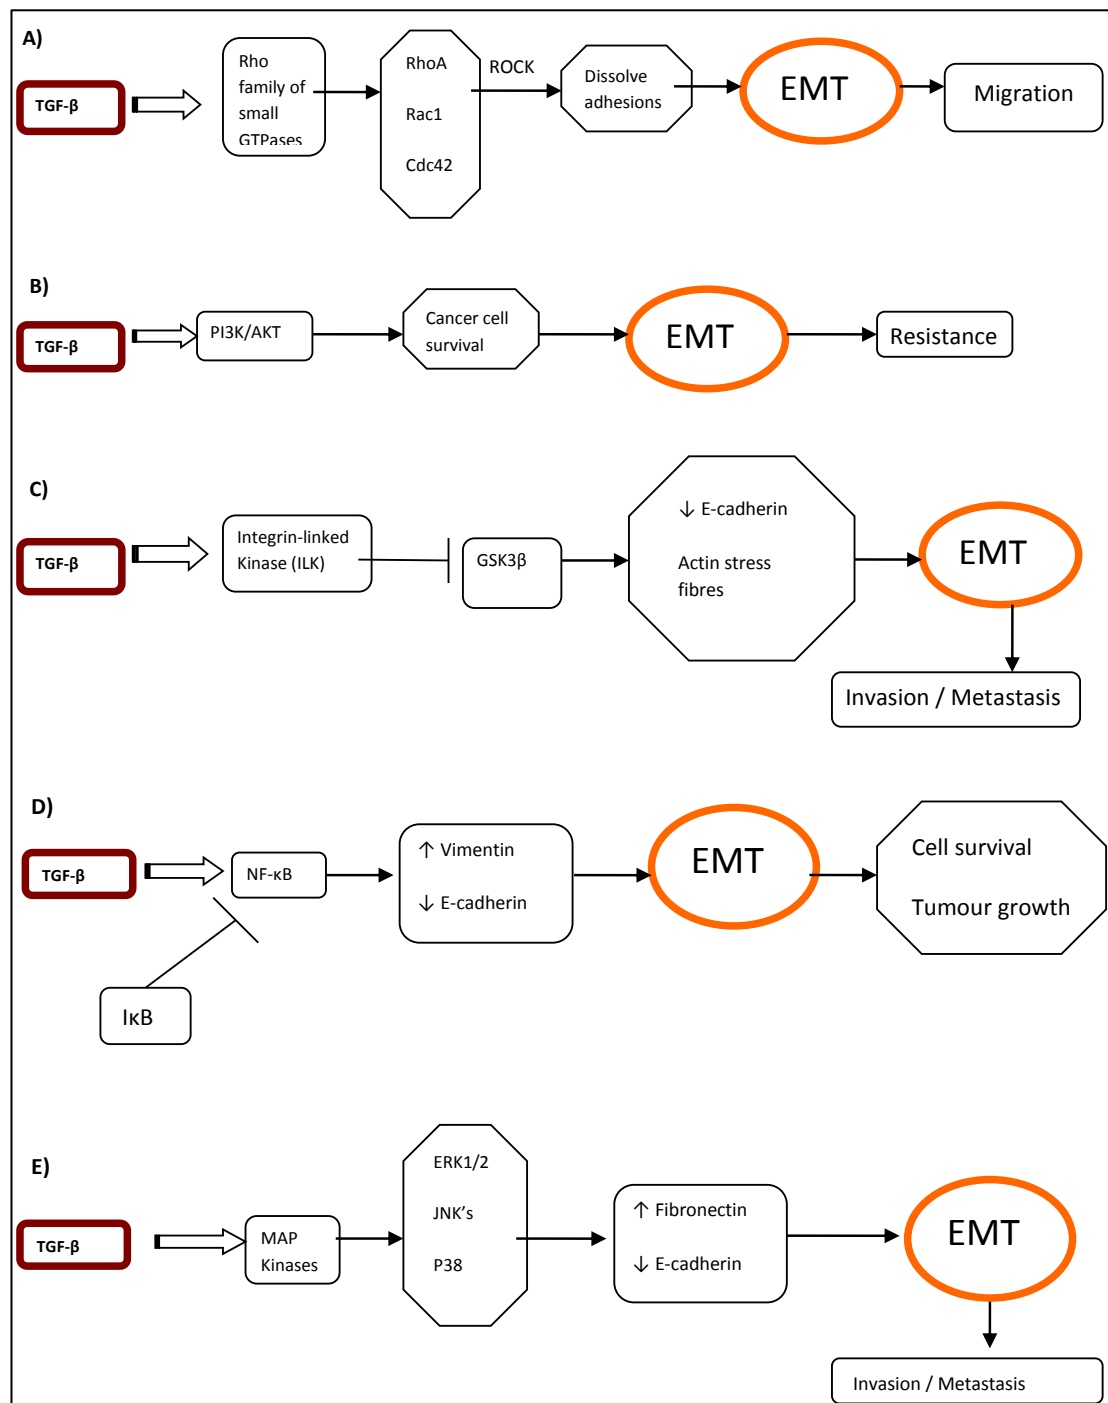 A)
TGF-β
Rho
family of
small
GTPases
RhoA
Rac1
Cdc42
ROCK
Dissolve
adhesions
EMT
Migration
B)
TGF-β
PI3K/AKT
Cancer cell
survival
EMT
Resistance
C)
TGF-β
Integrin-linked
Kinase (ILK)
GSK3β
↓ E-cadherin
Actin stress
fibres
EMT
Invasion / Metastasis
D)
TGF-β
NF-κB
↑ Vimentin
↓ E-cadherin
EMT
Cell survival
Tumour growth
IκB
E)
TGF-β
MAP
Kinases
ERK1/2
JNK's
P38
↑ Fibronectin
↓ E-cadherin
EMT
Invasion / Metastasis